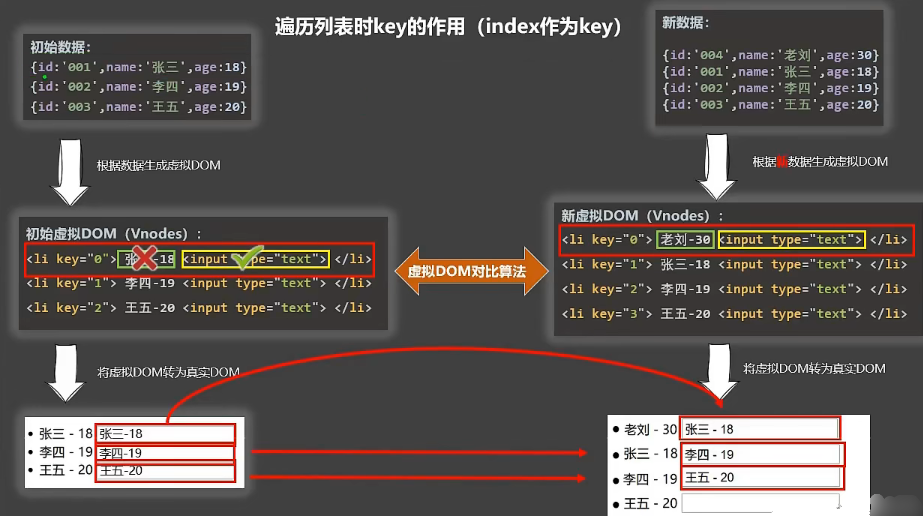 遍历列表时key的作用（index作为key）
初始数据：
{id:'001',name:'张三',age:18}
{id:'002',name:'李四',age:19}
{id:'003',name:'王五',age:20}
新数据：
{id:'004',name:'老刘',age:30}
{id:'001',name:'张三',age:18}
{id:'002',name:'李四',age:19}
{id:'003',name:'王五',age:20}
根据数据生成虚拟DOM
根据新数据生成虚拟DOM
初始虚拟DOM（Vnodes）：
<li key="0"> 张三-18 <input type="text"> </li>
<li key="1"> 李四-19 <input type="text"> </li>
<li key="2"> 王五-20 <input type="text"> </li>
虚拟DOM对比算法
新虚拟DOM（Vnodes）：
<li key="0"> 老刘-30 <input type="text"> </li>
<li key="1"> 张三-18 <input type="text"> </li>
<li key="2"> 李四-19 <input type="text"> </li>
<li key="3"> 王五-20 <input type="text"> </li>
将虚拟DOM转为真实DOM
将虚拟DOM转为真实DOM
• 张三 - 18 张三-18
• 李四 - 19 李四-19
• 王五 - 20 王五-20
• 老刘 - 30 张三 - 18
• 张三 - 18 李四 - 19
• 李四 - 19 王五 - 20
• 王五 - 20